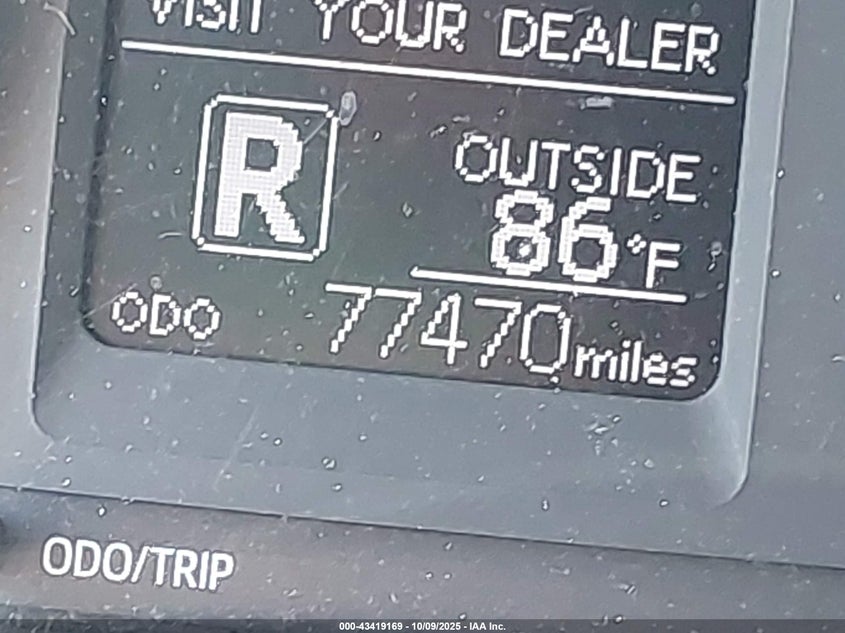 VISIT YOUR DEALER
R
OUTSIDE
86°F
ODO 77470 miles
ODO/TRIP
000-43419169 - 10/09/2025 - IAA Inc.